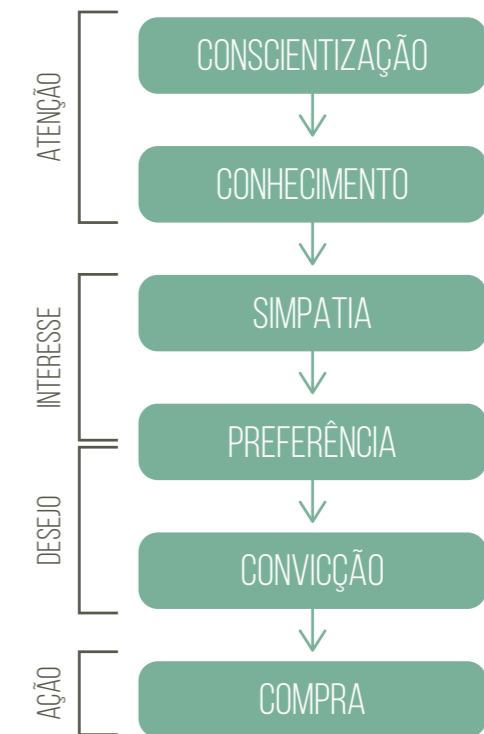 ATENÇÃO
CONSCIENTIZAÇÃO
CONHECIMENTO
INTERESSE
SIMPATIA
PREFERÊNCIA
DESEJO
CONVICÇÃO
AÇÃO
COMPRA